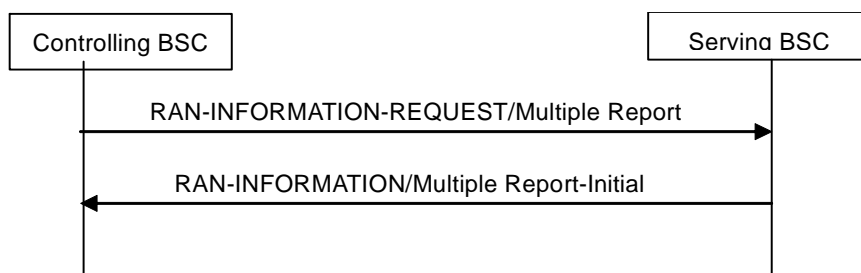 Controlling BSC
Serving BSC
RAN-INFORMATION-REQUEST/Multiple Report
RAN-INFORMATION/Multiple Report-Initial